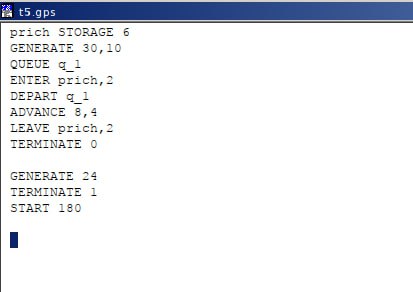 t5.gps
prich STORAGE 6
GENERATE 30,10
QUEUE q_1
ENTER prich,2
DEPART q_1
ADVANCE 8,4
LEAVE prich,2
TERMINATE 0
GENERATE 24
TERMINATE 1
START 180